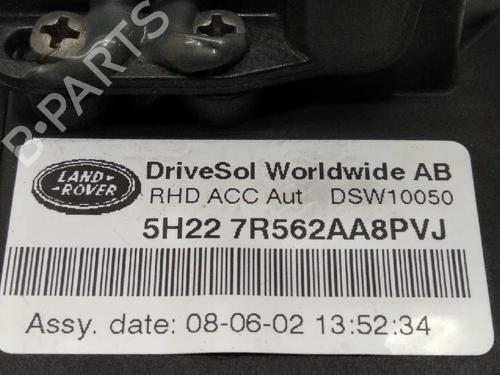 B-PARTS
LAND
ROVER
DriveSol Worldwide AB
RHD ACC Aut DSW10050
5H22 7R562AA8PVJ
Assy. date: 08-06-02 13:52:34